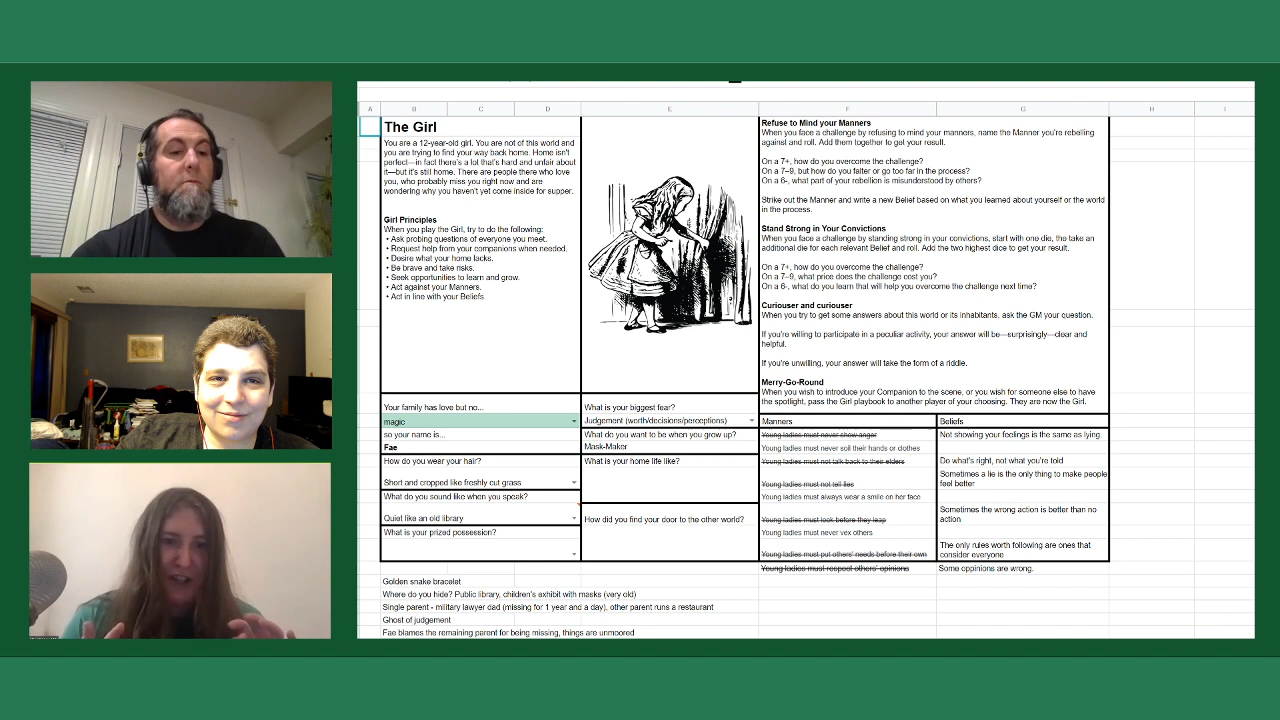 A B C D E F G H I
The Girl
You are a 12-year-old girl. You are not of this world and
you are trying to find your way back home. Home isn't
perfect—in fact there's a lot that's hard and unfair about
it—but it's still home. There are people there who love
you, who probably miss you right now and are
wondering why you haven't yet come inside for supper.
Girl Principles
When you play the Girl, try to do the following:
• Ask probing questions of everyone you meet.
• Request help from your companions when needed.
• Desire what your home lacks.
• Be brave and take risks.
• Seek opportunities to learn and grow.
• Act against your Manners.
• Act in line with your Beliefs.
Refuse to Mind your Manners
When you face a challenge by refusing to mind your manners, name the Manner you're rebelling
against and roll. Add them together to get your result.
On a 7+, how do you overcome the challenge?
On a 7–9, but how do you falter or go too far in the process?
On a 6-, what part of your rebellion is misunderstood by others?
Strike out the Manner and write a new Belief based on what you learned about yourself or the world
in the process.
Stand Strong in Your Convictions
When you face a challenge by standing strong in your convictions, start with one die, the take an
additional die for each relevant Belief and roll. Add the two highest dice to get your result.
On a 7+, how do you overcome the challenge?
On a 7–9, what price does the challenge cost you?
On a 6-, what do you learn that will help you overcome the challenge next time?
Curiouser and curiouser
When you try to get some answers about this world or its inhabitants, ask the GM your question.
If you're willing to participate in a peculiar activity, your answer will be—surprisingly—clear and
helpful.
If you're unwilling, your answer will take the form of a riddle.
Merry-Go-Round
When you wish to introduce your Companion to the scene, or you wish for someone else to have
the spotlight, pass the Girl playbook to another player of your choosing. They are now the Girl.
Your family has love but no...
magic
so your name is...
Fae
How do you wear your hair?
Short and cropped like freshly cut grass
What do you sound like when you speak?
Quiet like an old library
What is your prized possession?
What is your biggest fear?
Judgement (worth/decisions/perceptions)
What do you want to be when you grow up?
Mask-Maker
What is your home life like?
How did you find your door to the other world?
Manners
Young ladies must never show anger
Young ladies must never soil their hands or clothes
Young ladies must not talk back to their elders
Young ladies must not tell lies
Young ladies must always wear a smile on her face
Young ladies must look before they leap
Young ladies must never vex others
Young ladies must put others' needs before their own
Young ladies must respect others' opinions
Beliefs
Not showing your feelings is the same as lying.
Do what's right, not what you're told
Sometimes a lie is the only thing to make people
feel better
Sometimes the wrong action is better than no
action
The only rules worth following are ones that
consider everyone
Some oppinions are wrong.
Golden snake bracelet
Where do you hide? Public library, children's exhibit with masks (very old)
Single parent - military lawyer dad (missing for 1 year and a day), other parent runs a restaurant
Ghost of judgement
Fae blames the remaining parent for being missing, things are unmoored